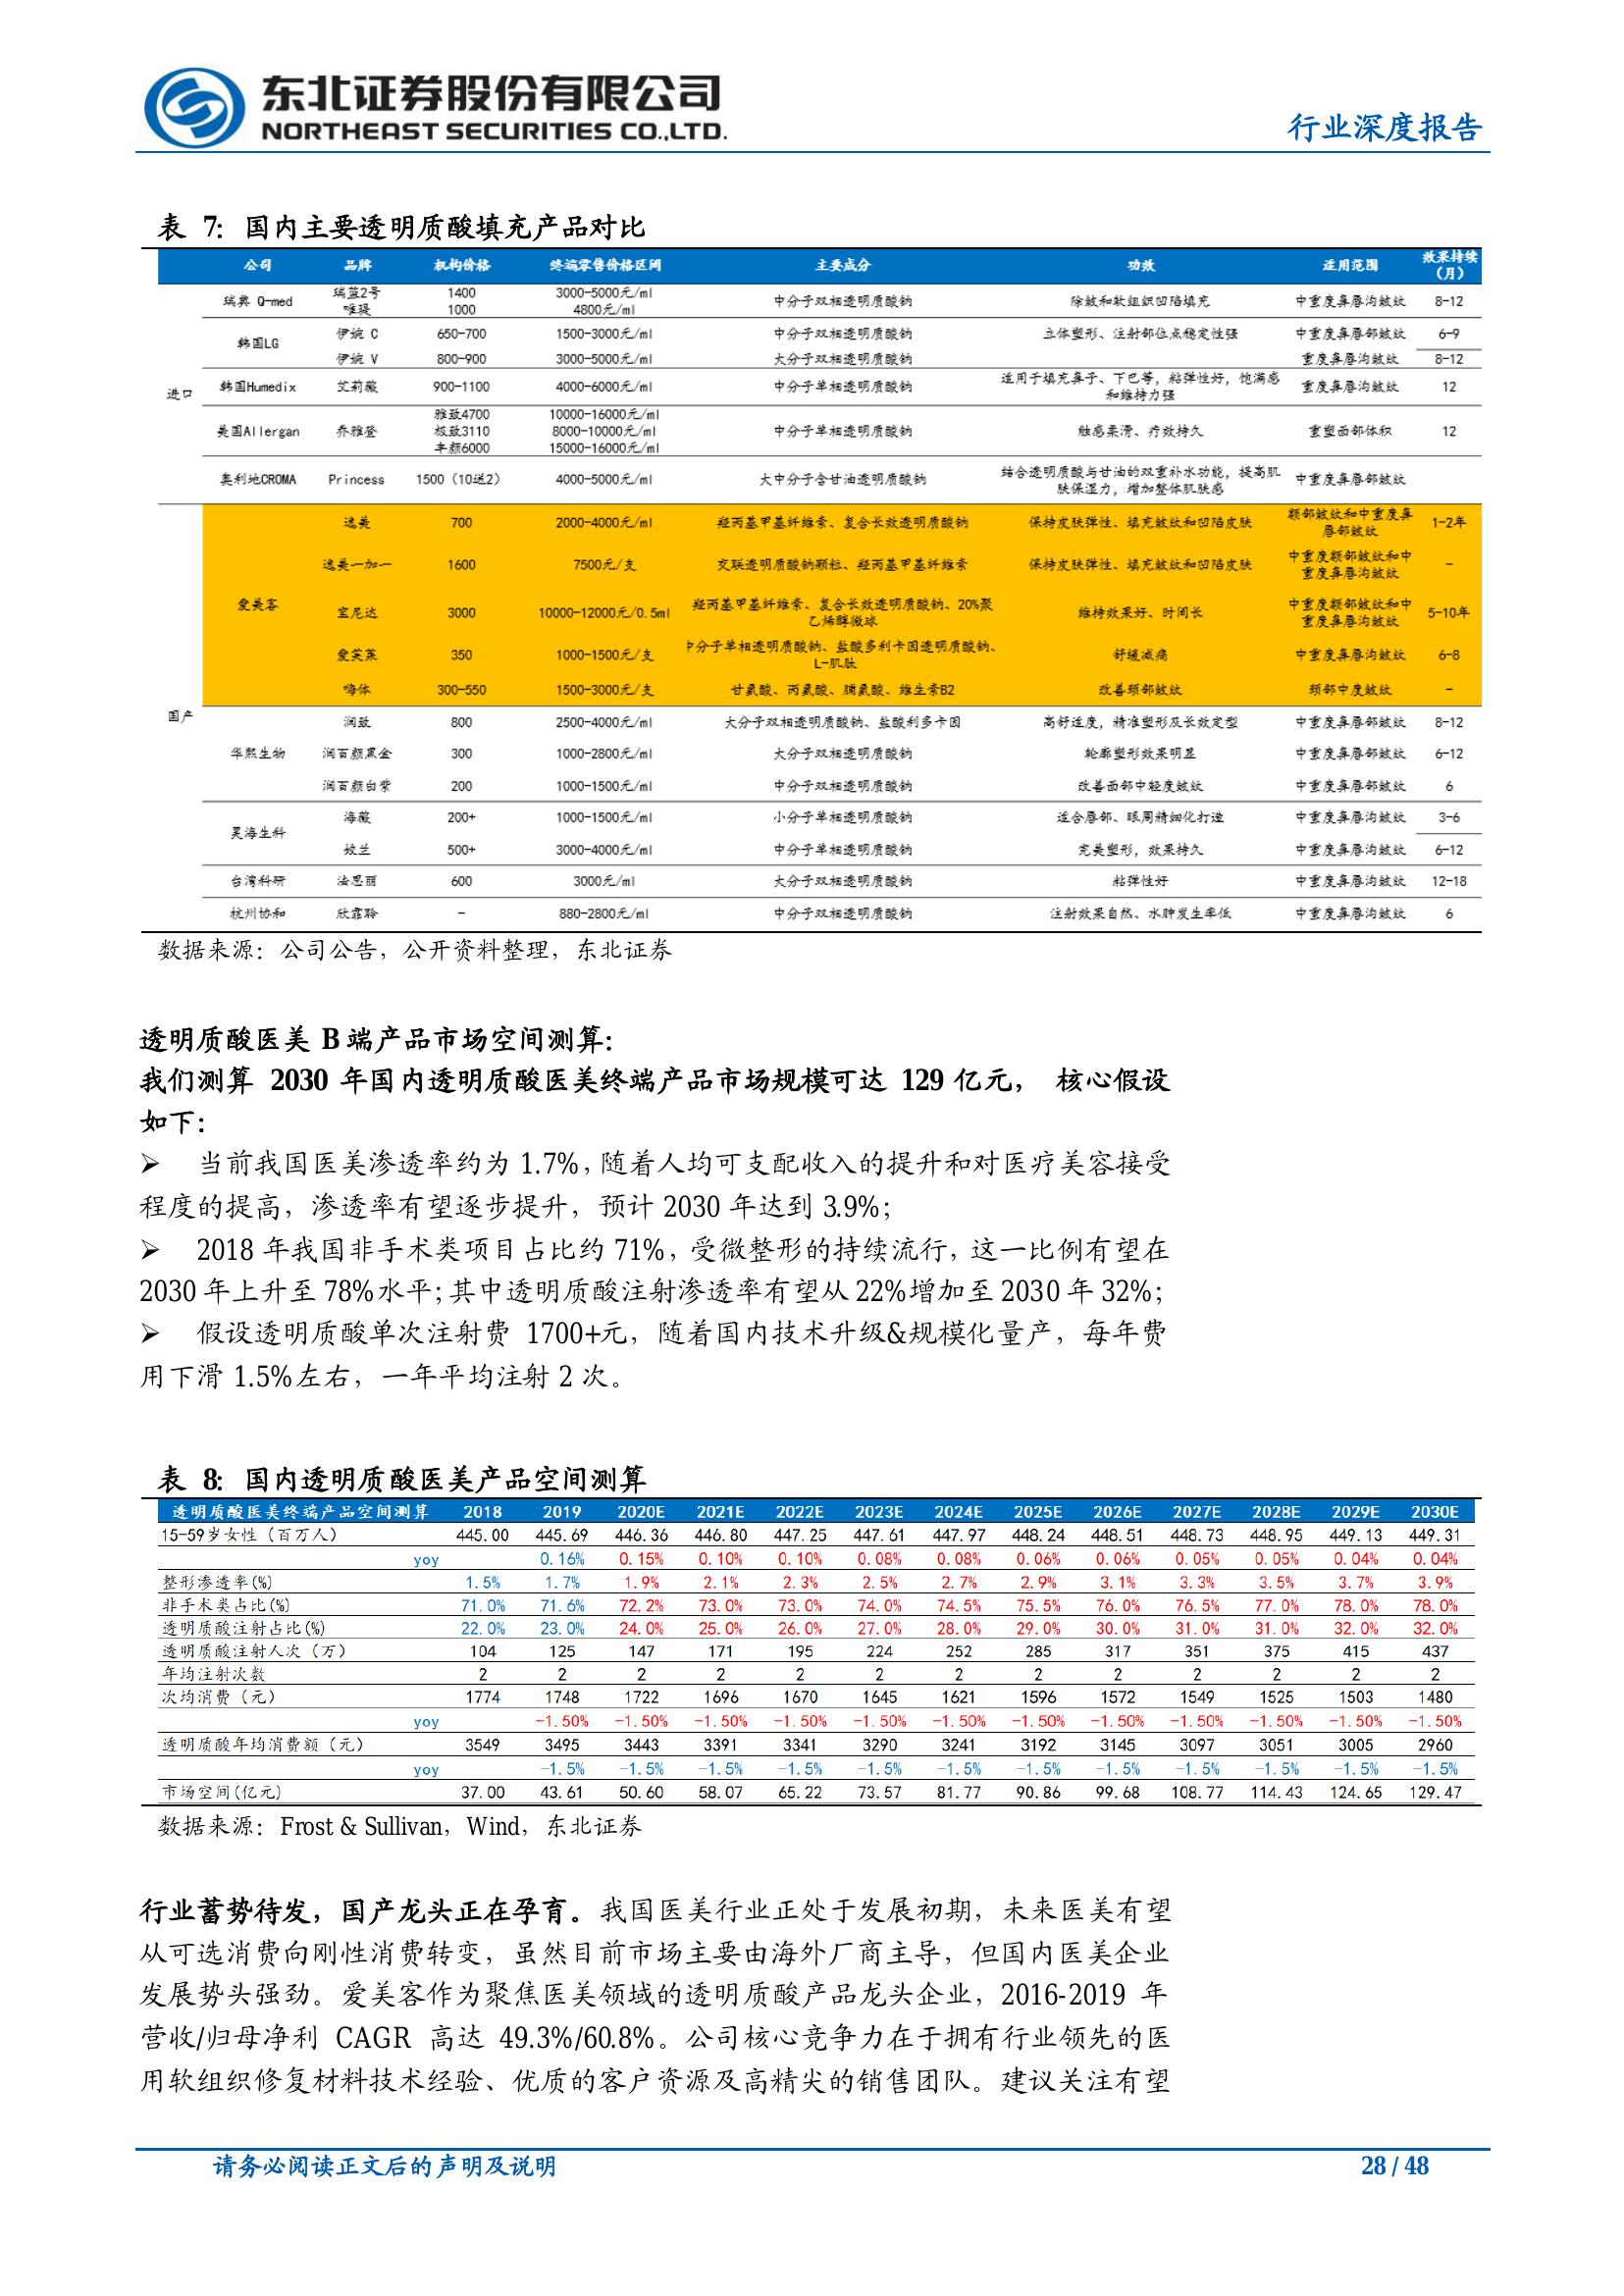 东北证券股份有限公司
NORTHEAST SECURITIES CO.,LTD.
行业深度报告
表 7：国内主要透明质酸填充产品对比
公司 品牌 机构价格 终端零售价格区间 主要成分 功效 适用范围 效果持续（月）
进口
瑞典 Q-med 瑞蓝2号 1400 3000-5000元/ml 中分子双相透明质酸钠 除皱和软组织凹陷填充 中重度鼻唇沟皱纹 8-12
唯瑅 1000 4800元/ml
韩国LG 伊婉 C 650-700 1500-3000元/ml 中分子双相透明质酸钠 立体塑形、注射部位点稳定性强 中重度鼻唇部皱纹 6-9
伊婉 V 800-900 3000-5000元/ml 大分子双相透明质酸钠 重度鼻唇沟皱纹 8-12
韩国Humedix 艾莉薇 900-1100 4000-6000元/ml 中分子单相透明质酸钠 适用于填充鼻子、下巴等，粘弹性好，饱满感和维持力强 重度鼻唇沟皱纹 12
美国Allergan 乔雅登 雅致4700 10000-16000元/ml 中分子单相透明质酸钠 触感柔滑、疗效持久 重塑面部体积 12
极致3110 8000-10000元/ml
丰颜6000 15000-16000元/ml
奥利地CROMA Princess 1500（10送2） 4000-5000元/ml 大中分子含甘油透明质酸钠 结合透明质酸与甘油的双重补水功能，提高肌肤保湿力，增加整体肌肤感 中重度鼻唇沟皱纹
国产
爱美客 逸美 700 2000-4000元/ml 羟丙基甲基纤维素、复合长效透明质酸钠 保持皮肤弹性、填充皱纹和凹陷皮肤 额部皱纹和中重度鼻唇部皱纹 1-2年
逸美一加一 1600 7500元/支 交联透明质酸钠颗粒、羟丙基甲基纤维素 保持皮肤弹性、填充皱纹和凹陷皮肤 中重度额部皱纹和中重度鼻唇沟皱纹 -
宝尼达 3000 10000-12000元/0.5ml 羟丙基甲基纤维素、复合长效透明质酸钠、20%聚乙烯醇微球 维持效果好、时间长 中重度额部皱纹和中重度鼻唇沟皱纹 5-10年
爱芙莱 350 1000-1500元/支 中分子单相透明质酸钠、盐酸多利卡因透明质酸钠、L-肌肽 舒缓减痛 中重度鼻唇沟皱纹 6-8
嗨体 300-550 1500-3000元/支 甘氨酸、丙氨酸、脯氨酸、维生素B2 改善颈部皱纹 颈部中度皱纹 -
华熙生物 润致 800 2500-4000元/ml 大分子双相透明质酸钠、盐酸利多卡因 高舒适度，精准塑形及长效定型 中重度鼻唇部皱纹 8-12
润百颜黑金 300 1000-2800元/ml 大分子双相透明质酸钠 轮廓塑形效果明显 中重度鼻唇部皱纹 6-12
润百颜白紫 200 1000-1500元/ml 中分子双相透明质酸钠 改善面部中轻度皱纹 中重度鼻唇部皱纹 6
昊海生科 海薇 200+ 1000-1500元/ml 小分子单相透明质酸钠 适合唇部、眼周精细化打造 中重度鼻唇沟皱纹 3-6
姣兰 500+ 3000-4000元/ml 中分子单相透明质酸钠 完美塑形，效果持久 中重度鼻唇沟皱纹 6-12
台湾科研 法思丽 600 3000元/ml 大分子双相透明质酸钠 粘弹性好 中重度鼻唇沟皱纹 12-18
杭州协和 欣菲聆 - 880-2800元/ml 中分子双相透明质酸钠 注射效果自然、水肿发生率低 中重度鼻唇沟皱纹 6
数据来源：公司公告，公开资料整理，东北证券
透明质酸医美 B 端产品市场空间测算：
我们测算 2030 年国内透明质酸医美终端产品市场规模可达 129 亿元， 核心假设
如下：
➢ 当前我国医美渗透率约为 1.7%，随着人均可支配收入的提升和对医疗美容接受
程度的提高，渗透率有望逐步提升，预计 2030 年达到 3.9%；
➢ 2018 年我国非手术类项目占比约 71%，受微整形的持续流行，这一比例有望在
2030 年上升至 78%水平；其中透明质酸注射渗透率有望从 22%增加至 2030 年 32%；
➢ 假设透明质酸单次注射费 1700+元，随着国内技术升级&规模化量产，每年费
用下滑 1.5%左右，一年平均注射 2 次。
表 8：国内透明质酸医美产品空间测算
透明质酸医美终端产品空间测算 2018 2019 2020E 2021E 2022E 2023E 2024E 2025E 2026E 2027E 2028E 2029E 2030E
15-59岁女性（百万人） 445.00 445.69 446.36 446.80 447.25 447.61 447.97 448.24 448.51 448.73 448.95 449.13 449.31
yoy 0.16% 0.15% 0.10% 0.10% 0.08% 0.08% 0.06% 0.06% 0.05% 0.05% 0.04% 0.04%
整形渗透率(%) 1.5% 1.7% 1.9% 2.1% 2.3% 2.5% 2.7% 2.9% 3.1% 3.3% 3.5% 3.7% 3.9%
非手术类占比(%) 71.0% 71.6% 72.2% 73.0% 73.0% 74.0% 74.5% 75.5% 76.0% 76.5% 77.0% 78.0% 78.0%
透明质酸注射占比(%) 22.0% 23.0% 24.0% 25.0% 26.0% 27.0% 28.0% 29.0% 30.0% 31.0% 31.0% 32.0% 32.0%
透明质酸注射人次（万） 104 125 147 171 195 224 252 285 317 351 375 415 437
年均注射次数 2 2 2 2 2 2 2 2 2 2 2 2 2
次均消费（元） 1774 1748 1722 1696 1670 1645 1621 1596 1572 1549 1525 1503 1480
yoy -1.50% -1.50% -1.50% -1.50% -1.50% -1.50% -1.50% -1.50% -1.50% -1.50% -1.50% -1.50%
透明质酸年均消费额（元） 3549 3495 3443 3391 3341 3290 3241 3192 3145 3097 3051 3005 2960
yoy -1.5% -1.5% -1.5% -1.5% -1.5% -1.5% -1.5% -1.5% -1.5% -1.5% -1.5% -1.5%
市场空间(亿元) 37.00 43.61 50.60 58.07 65.22 73.57 81.77 90.86 99.68 108.77 114.43 124.65 129.47
数据来源：Frost & Sullivan，Wind，东北证券
行业蓄势待发，国产龙头正在孕育。我国医美行业正处于发展初期，未来医美有望
从可选消费向刚性消费转变，虽然目前市场主要由海外厂商主导，但国内医美企业
发展势头强劲。爱美客作为聚焦医美领域的透明质酸产品龙头企业，2016-2019 年
营收/归母净利 CAGR 高达 49.3%/60.8%。公司核心竞争力在于拥有行业领先的医
用软组织修复材料技术经验、优质的客户资源及高精尖的销售团队。建议关注有望
请务必阅读正文后的声明及说明
28 / 48